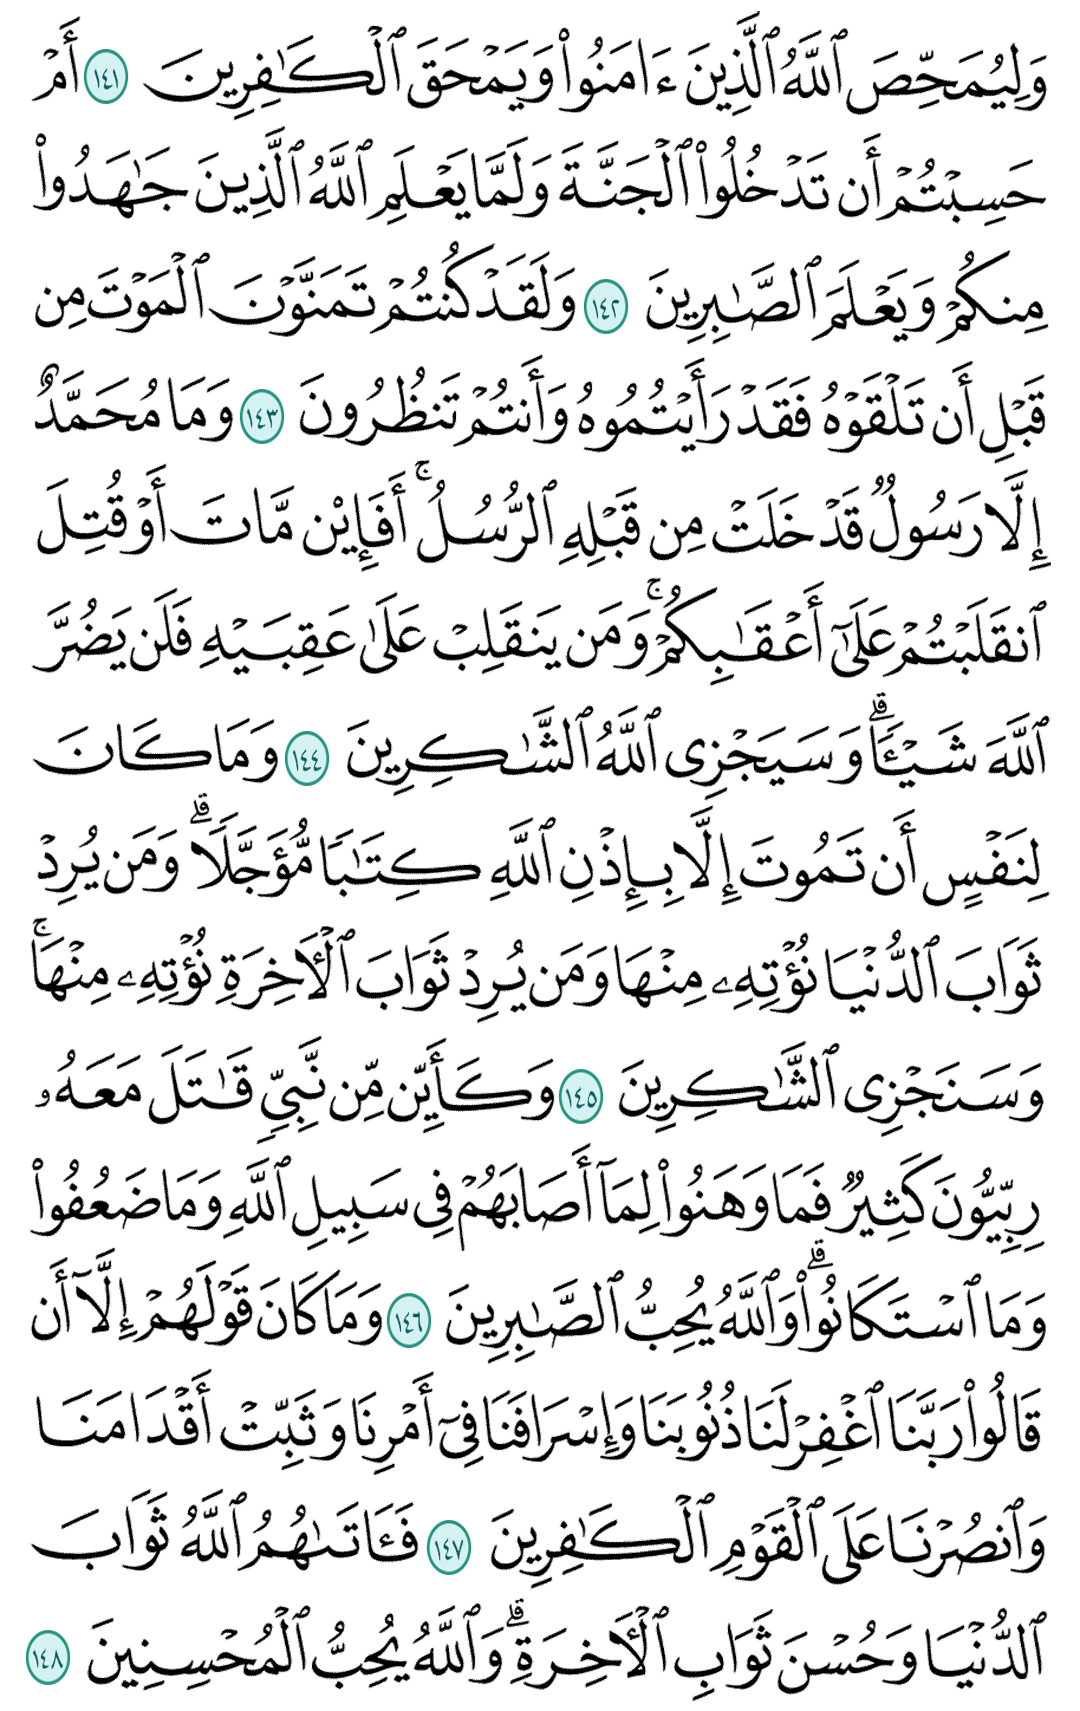 وَلِيُمَحِّصَ ٱللَّهُ ٱلَّذِينَ ءَامَنُوا۟ وَيَمْحَقَ ٱلْكَـٰفِرِينَ ١٤١ أَمْ
حَسِبْتُمْ أَن تَدْخُلُوا۟ ٱلْجَنَّةَ وَلَمَّا يَعْلَمِ ٱللَّهُ ٱلَّذِينَ جَـٰهَدُوا۟
مِنكُمْ وَيَعْلَمَ ٱلصَّـٰبِرِينَ ١٤٢ وَلَقَدْ كُنتُمْ تَمَنَّوْنَ ٱلْمَوْتَ مِن
قَبْلِ أَن تَلْقَوْهُ فَقَدْ رَأَيْتُمُوهُ وَأَنتُمْ تَنظُرُونَ ١٤٣ وَمَا مُحَمَّدٌ
إِلَّا رَسُولٌ قَدْ خَلَتْ مِن قَبْلِهِ ٱلرُّسُلُ ۚ أَفَإِيْن مَّاتَ أَوْ قُتِلَ
ٱنقَلَبْتُمْ عَلَىٰٓ أَعْقَـٰبِكُمْ ۚ وَمَن يَنقَلِبْ عَلَىٰ عَقِبَيْهِ فَلَن يَضُرَّ
ٱللَّهَ شَيْـًٔا ۗ وَسَيَجْزِى ٱللَّهُ ٱلشَّـٰكِرِينَ ١٤٤ وَمَا كَانَ
لِنَفْسٍ أَن تَمُوتَ إِلَّا بِإِذْنِ ٱللَّهِ كِتَـٰبًا مُّؤَجَّلًا ۗ وَمَن يُرِدْ
ثَوَابَ ٱلدُّنْيَا نُؤْتِهِۦ مِنْهَا وَمَن يُرِدْ ثَوَابَ ٱلْـَٔاخِرَةِ نُؤْتِهِۦ مِنْهَا ۚ
وَسَنَجْزِى ٱلشَّـٰكِرِينَ ١٤٥ وَكَأَيِّن مِّن نَّبِىٍّ قَـٰتَلَ مَعَهُۥ
رِبِّيُّونَ كَثِيرٌ فَمَا وَهَنُوا۟ لِمَآ أَصَابَهُمْ فِى سَبِيلِ ٱللَّهِ وَمَا ضَعُفُوا۟
وَمَا ٱسْتَكَانُوا۟ ۗ وَٱللَّهُ يُحِبُّ ٱلصَّـٰبِرِينَ ١٤٦ وَمَا كَانَ قَوْلَهُمْ إِلَّآ أَن
قَالُوا۟ رَبَّنَا ٱغْفِرْ لَنَا ذُنُوبَنَا وَإِسْرَافَنَا فِىٓ أَمْرِنَا وَثَبِّتْ أَقْدَامَنَا
وَٱنصُرْنَا عَلَى ٱلْقَوْمِ ٱلْكَـٰفِرِينَ ١٤٧ فَـَٔاتَىٰهُمُ ٱللَّهُ ثَوَابَ
ٱلدُّنْيَا وَحُسْنَ ثَوَابِ ٱلْـَٔاخِرَةِ ۗ وَٱللَّهُ يُحِبُّ ٱلْمُحْسِنِينَ ١٤٨